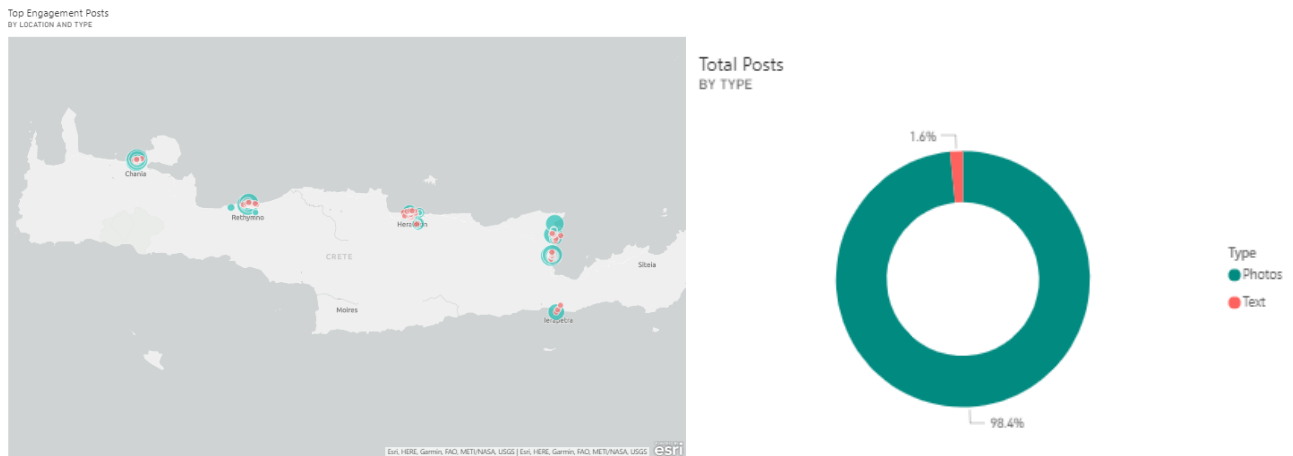 Top Engagement Posts
BY LOCATION AND TYPE
Chania
Rethymno
Heraklion
CRETE
Siteia
Moires
Ierapetra
Esri, HERE, Garmin, FAO, METI/NASA, USGS | Esri, HERE, Garmin, FAO, METI/NASA, USGS
esri
Total Posts
BY TYPE
1.6%
98.4%
Type
Photos
Text